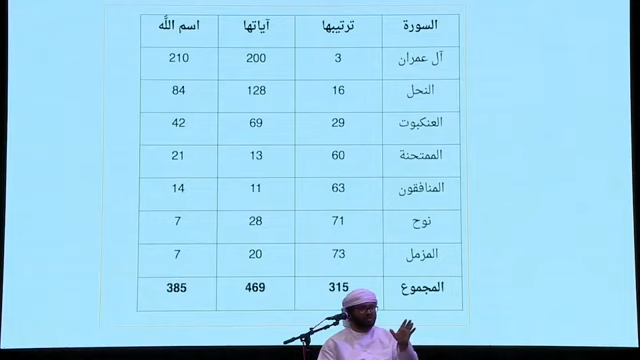 السورة ترتيبها آياتها اسم اللَّه
آل عمران 3 200 210
النحل 16 128 84
العنكبوت 29 69 42
الممتحنة 60 13 21
المنافقون 63 11 14
نوح 71 28 7
المزمل 73 20 7
المجموع 315 469 385